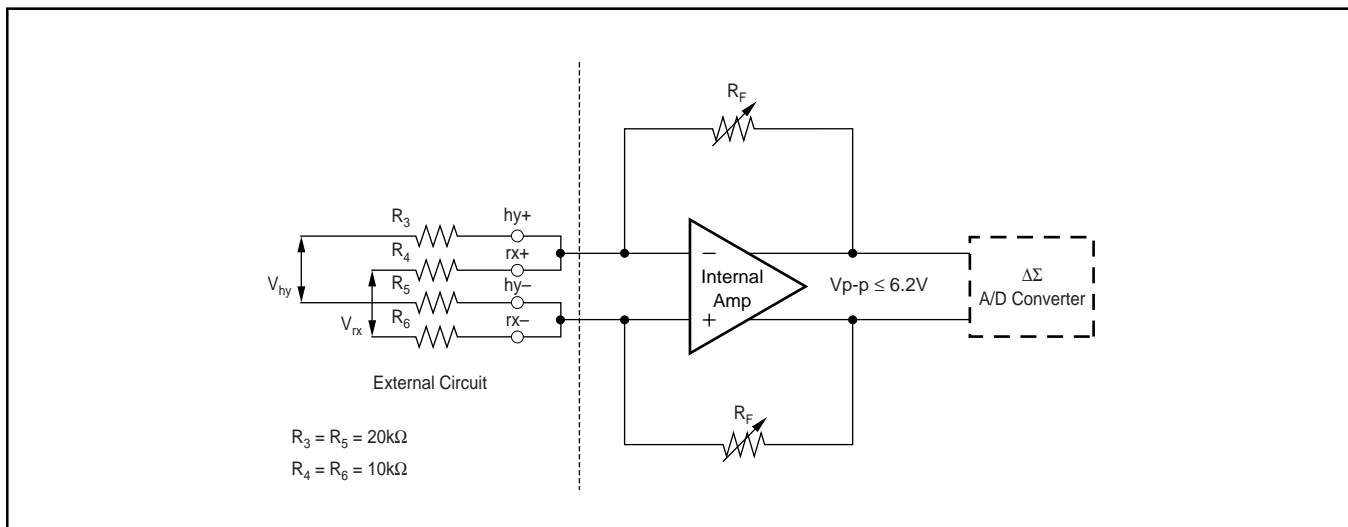 R_F
R_3
hy+
R_4
rx+
R_5
hy–
R_6
rx–
V_hy
V_rx
External Circuit
−
Internal
Amp
+
Vp-p ≤ 6.2V
ΔΣ
A/D Converter
R_F
R_3 = R_5 = 20kΩ
R_4 = R_6 = 10kΩ